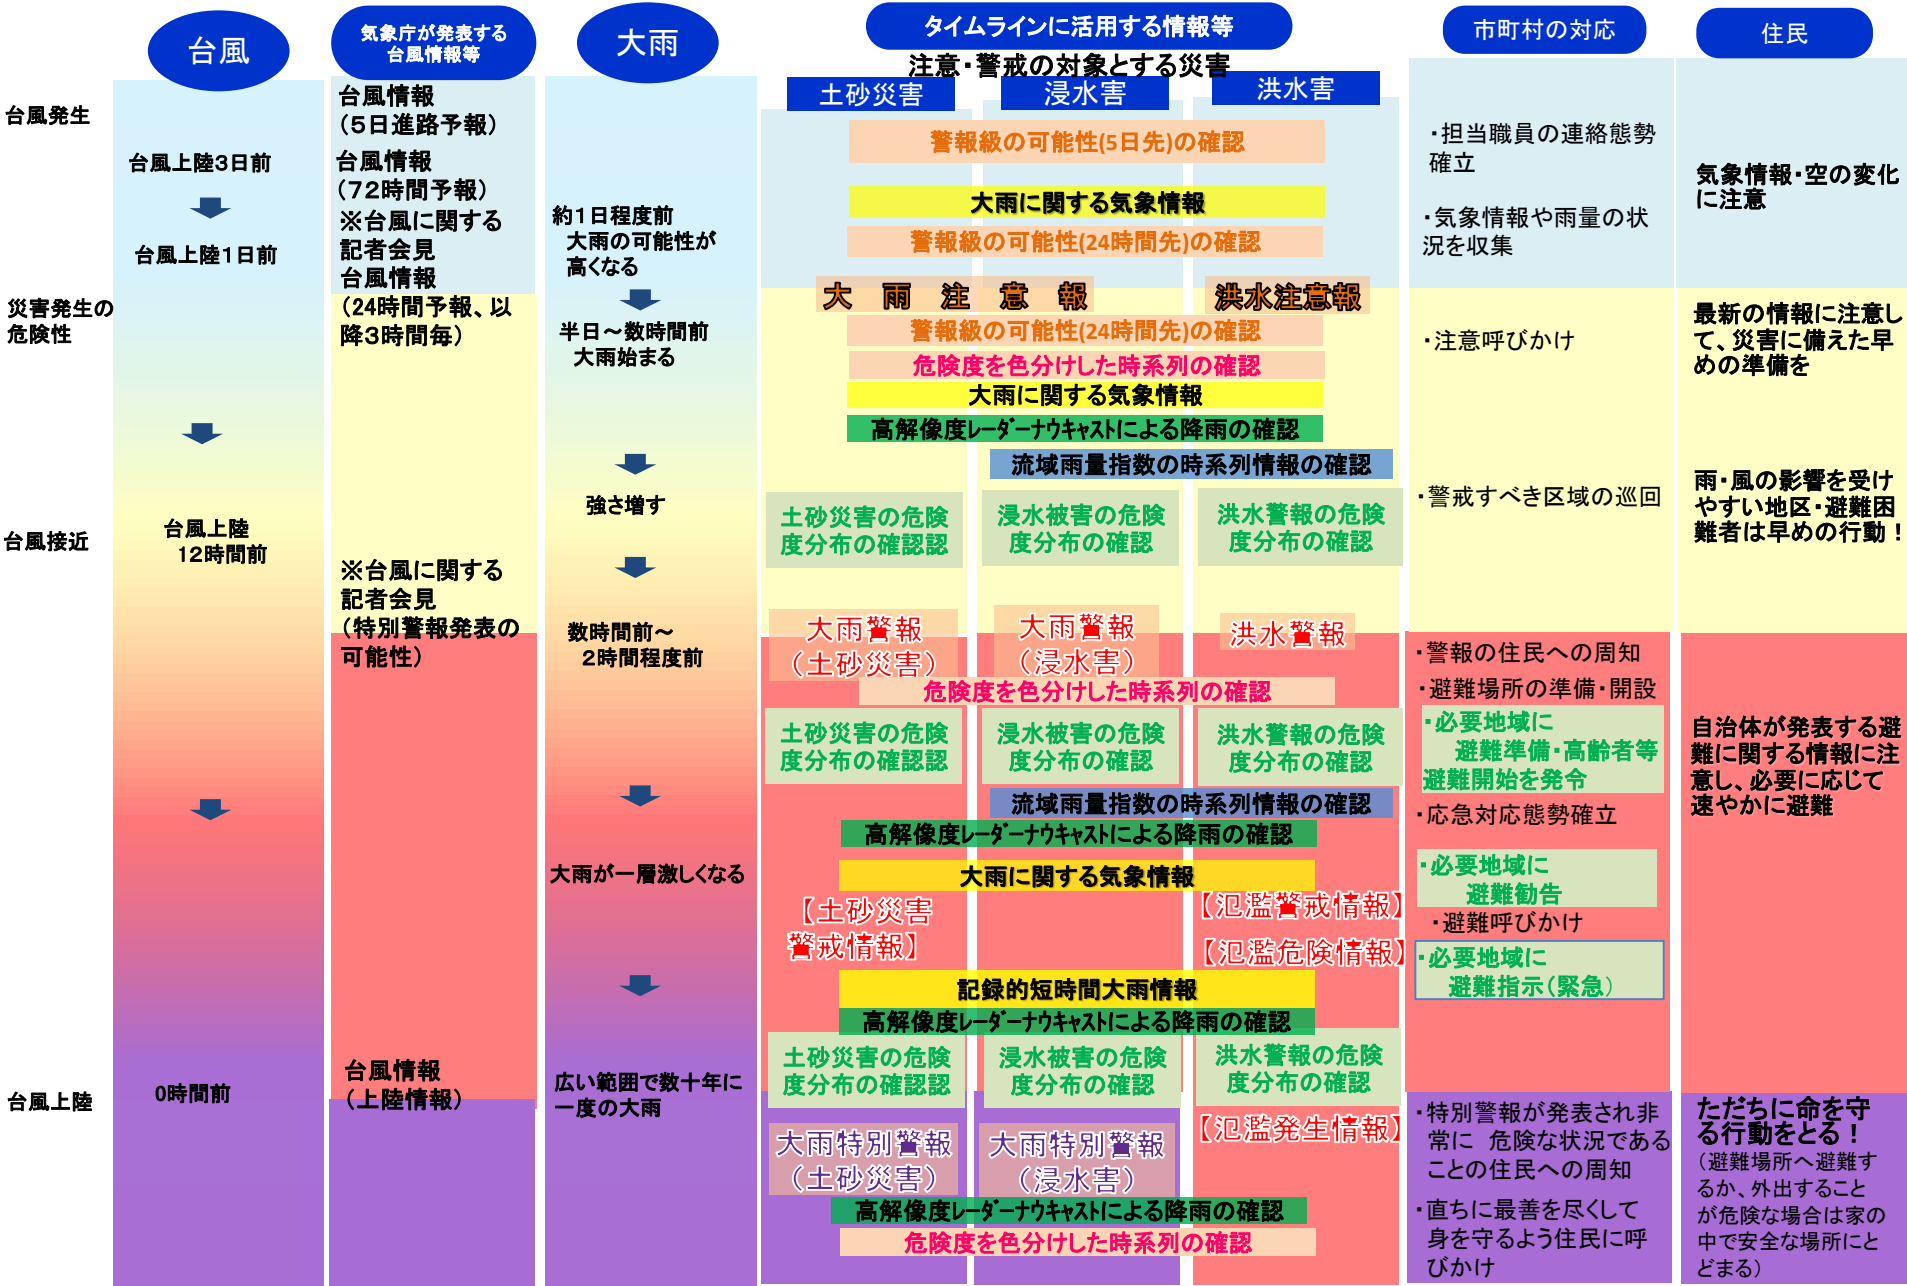 台風
気象庁が発表する
台風情報等
大雨
タイムラインに活用する情報等
市町村の対応
住民
注意・警戒の対象とする災害
土砂災害
浸水害
洪水害
台風発生
災害発生の
危険性
台風接近
台風上陸
台風上陸3日前
台風上陸1日前
台風上陸
12時間前
0時間前
台風情報
(5日進路予報)
台風情報
(72時間予報)
※台風に関する
記者会見
台風情報
(24時間予報、以
降3時間毎)
※台風に関する
記者会見
(特別警報発表の
可能性)
台風情報
(上陸情報)
約1日程度前
大雨の可能性が
高くなる
半日～数時間前
大雨始まる
強さ増す
数時間前～
2時間程度前
大雨が一層激しくなる
広い範囲で数十年に
一度の大雨
警報級の可能性(5日先)の確認
大雨に関する気象情報
警報級の可能性(24時間先)の確認
大雨注意報
洪水注意報
警報級の可能性(24時間先)の確認
危険度を色分けした時系列の確認
大雨に関する気象情報
高解像度ﾚｰﾀﾞｰﾅｳｷｬｽﾄによる降雨の確認
流域雨量指数の時系列情報の確認
土砂災害の危険
度分布の確認認
浸水被害の危険
度分布の確認
洪水警報の危険
度分布の確認
大雨警報
(土砂災害)
大雨警報
(浸水害)
洪水警報
危険度を色分けした時系列の確認
土砂災害の危険
度分布の確認認
浸水被害の危険
度分布の確認
洪水警報の危険
度分布の確認
流域雨量指数の時系列情報の確認
高解像度ﾚｰﾀﾞｰﾅｳｷｬｽﾄによる降雨の確認
大雨に関する気象情報
【土砂災害
警戒情報】
【氾濫警戒情報】
【氾濫危険情報】
記録的短時間大雨情報
高解像度ﾚｰﾀﾞｰﾅｳｷｬｽﾄによる降雨の確認
土砂災害の危険
度分布の確認認
浸水被害の危険
度分布の確認
洪水警報の危険
度分布の確認
【氾濫発生情報】
大雨特別警報
(土砂災害)
大雨特別警報
(浸水害)
高解像度ﾚｰﾀﾞｰﾅｳｷｬｽﾄによる降雨の確認
危険度を色分けした時系列の確認
・担当職員の連絡態勢
確立
・気象情報や雨量の状
況を収集
・注意呼びかけ
・警戒すべき区域の巡回
・警報の住民への周知
・避難場所の準備・開設
・必要地域に
避難準備・高齢者等
避難開始を発令
・応急対応態勢確立
・必要地域に
避難勧告
・避難呼びかけ
・必要地域に
避難指示(緊急)
・特別警報が発表され非
常に 危険な状況である
ことの住民への周知
・直ちに最善を尽くして
身を守るよう住民に呼
びかけ
気象情報・空の変化
に注意
最新の情報に注意し
て、災害に備えた早
めの準備を
雨・風の影響を受け
やすい地区・避難困
難者は早めの行動！
自治体が発表する避
難に関する情報に注
意し、必要に応じて
速やかに避難
ただちに命を守
る行動をとる！
(避難場所へ避難す
るか、外出すること
が危険な場合は家の
中で安全な場所にと
どまる)